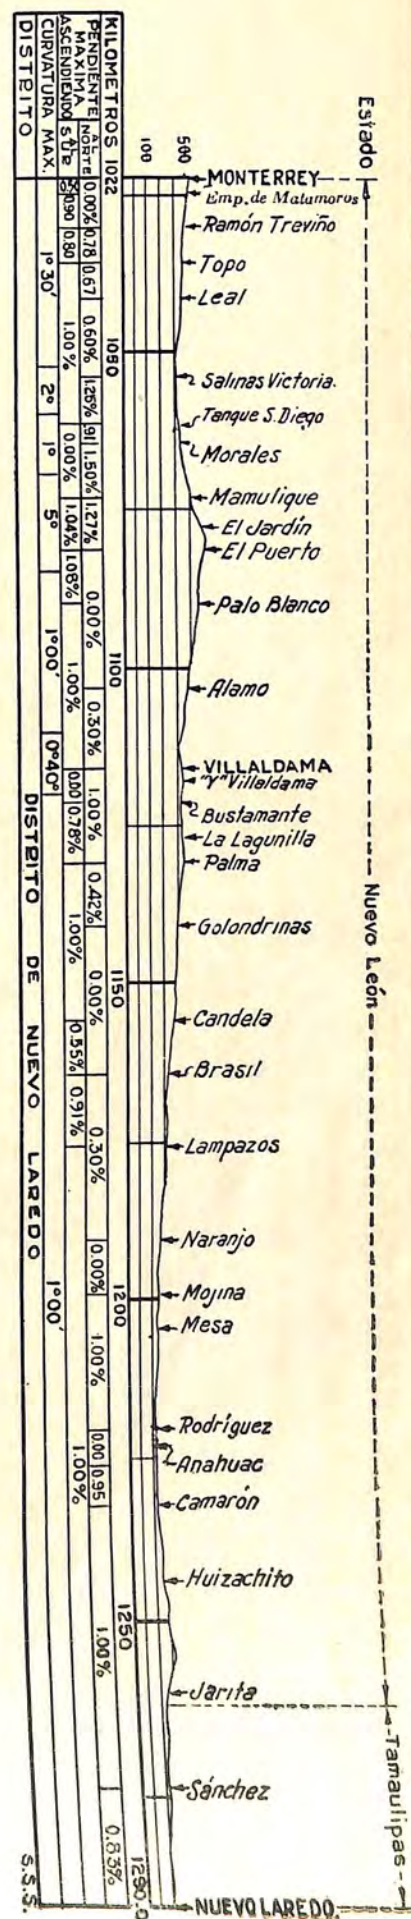 Estado
Nuevo León
Tamaulipas
500
100
MONTERREY
Emp. de Matamoros
Ramón Treviño
Topo
Leal
Salinas Victoria.
Tanque S. Diego
Morales
Mamulique
El Jardín
El Puerto
Palo Blanco
Alamo
VILLALDAMA
"Y" Villaldama
Bustamante
La Lagunilla
Palma
Golondrinas
Candela
Brasil
Lampazos
Naranjo
Mojina
Mesa
Rodríguez
Anahuac
Camarón
Huizachito
Jarita
Sánchez
NUEVO LAREDO
KILOMETROS 1022 1050 1100 1150 1200 1250 1290.0
PENDIENTE MAXIMA ASCENDIENDO
AL NORTE 0.00% 0.78 0.67 0.60% 1.25% .91 1.50% 1.27% 0.00% 0.30% 1.00% 0.42% 0.00% 0.30% 0.00% 1.00% 0.00 0.95 1.00% 0.83%
AL SUR 0.50 0.90 0.80 1.00% 0.00% 1.04% 1.08% 1.00% 0.00 0.78% 1.00% 0.55% 0.91% 1.00%
CURVATURA MAX. 1°30' 2° 1° 5° 1°00' 0°40' 1°00'
DISTRITO DISTRITO DE NUEVO LAREDO
S.S.S.